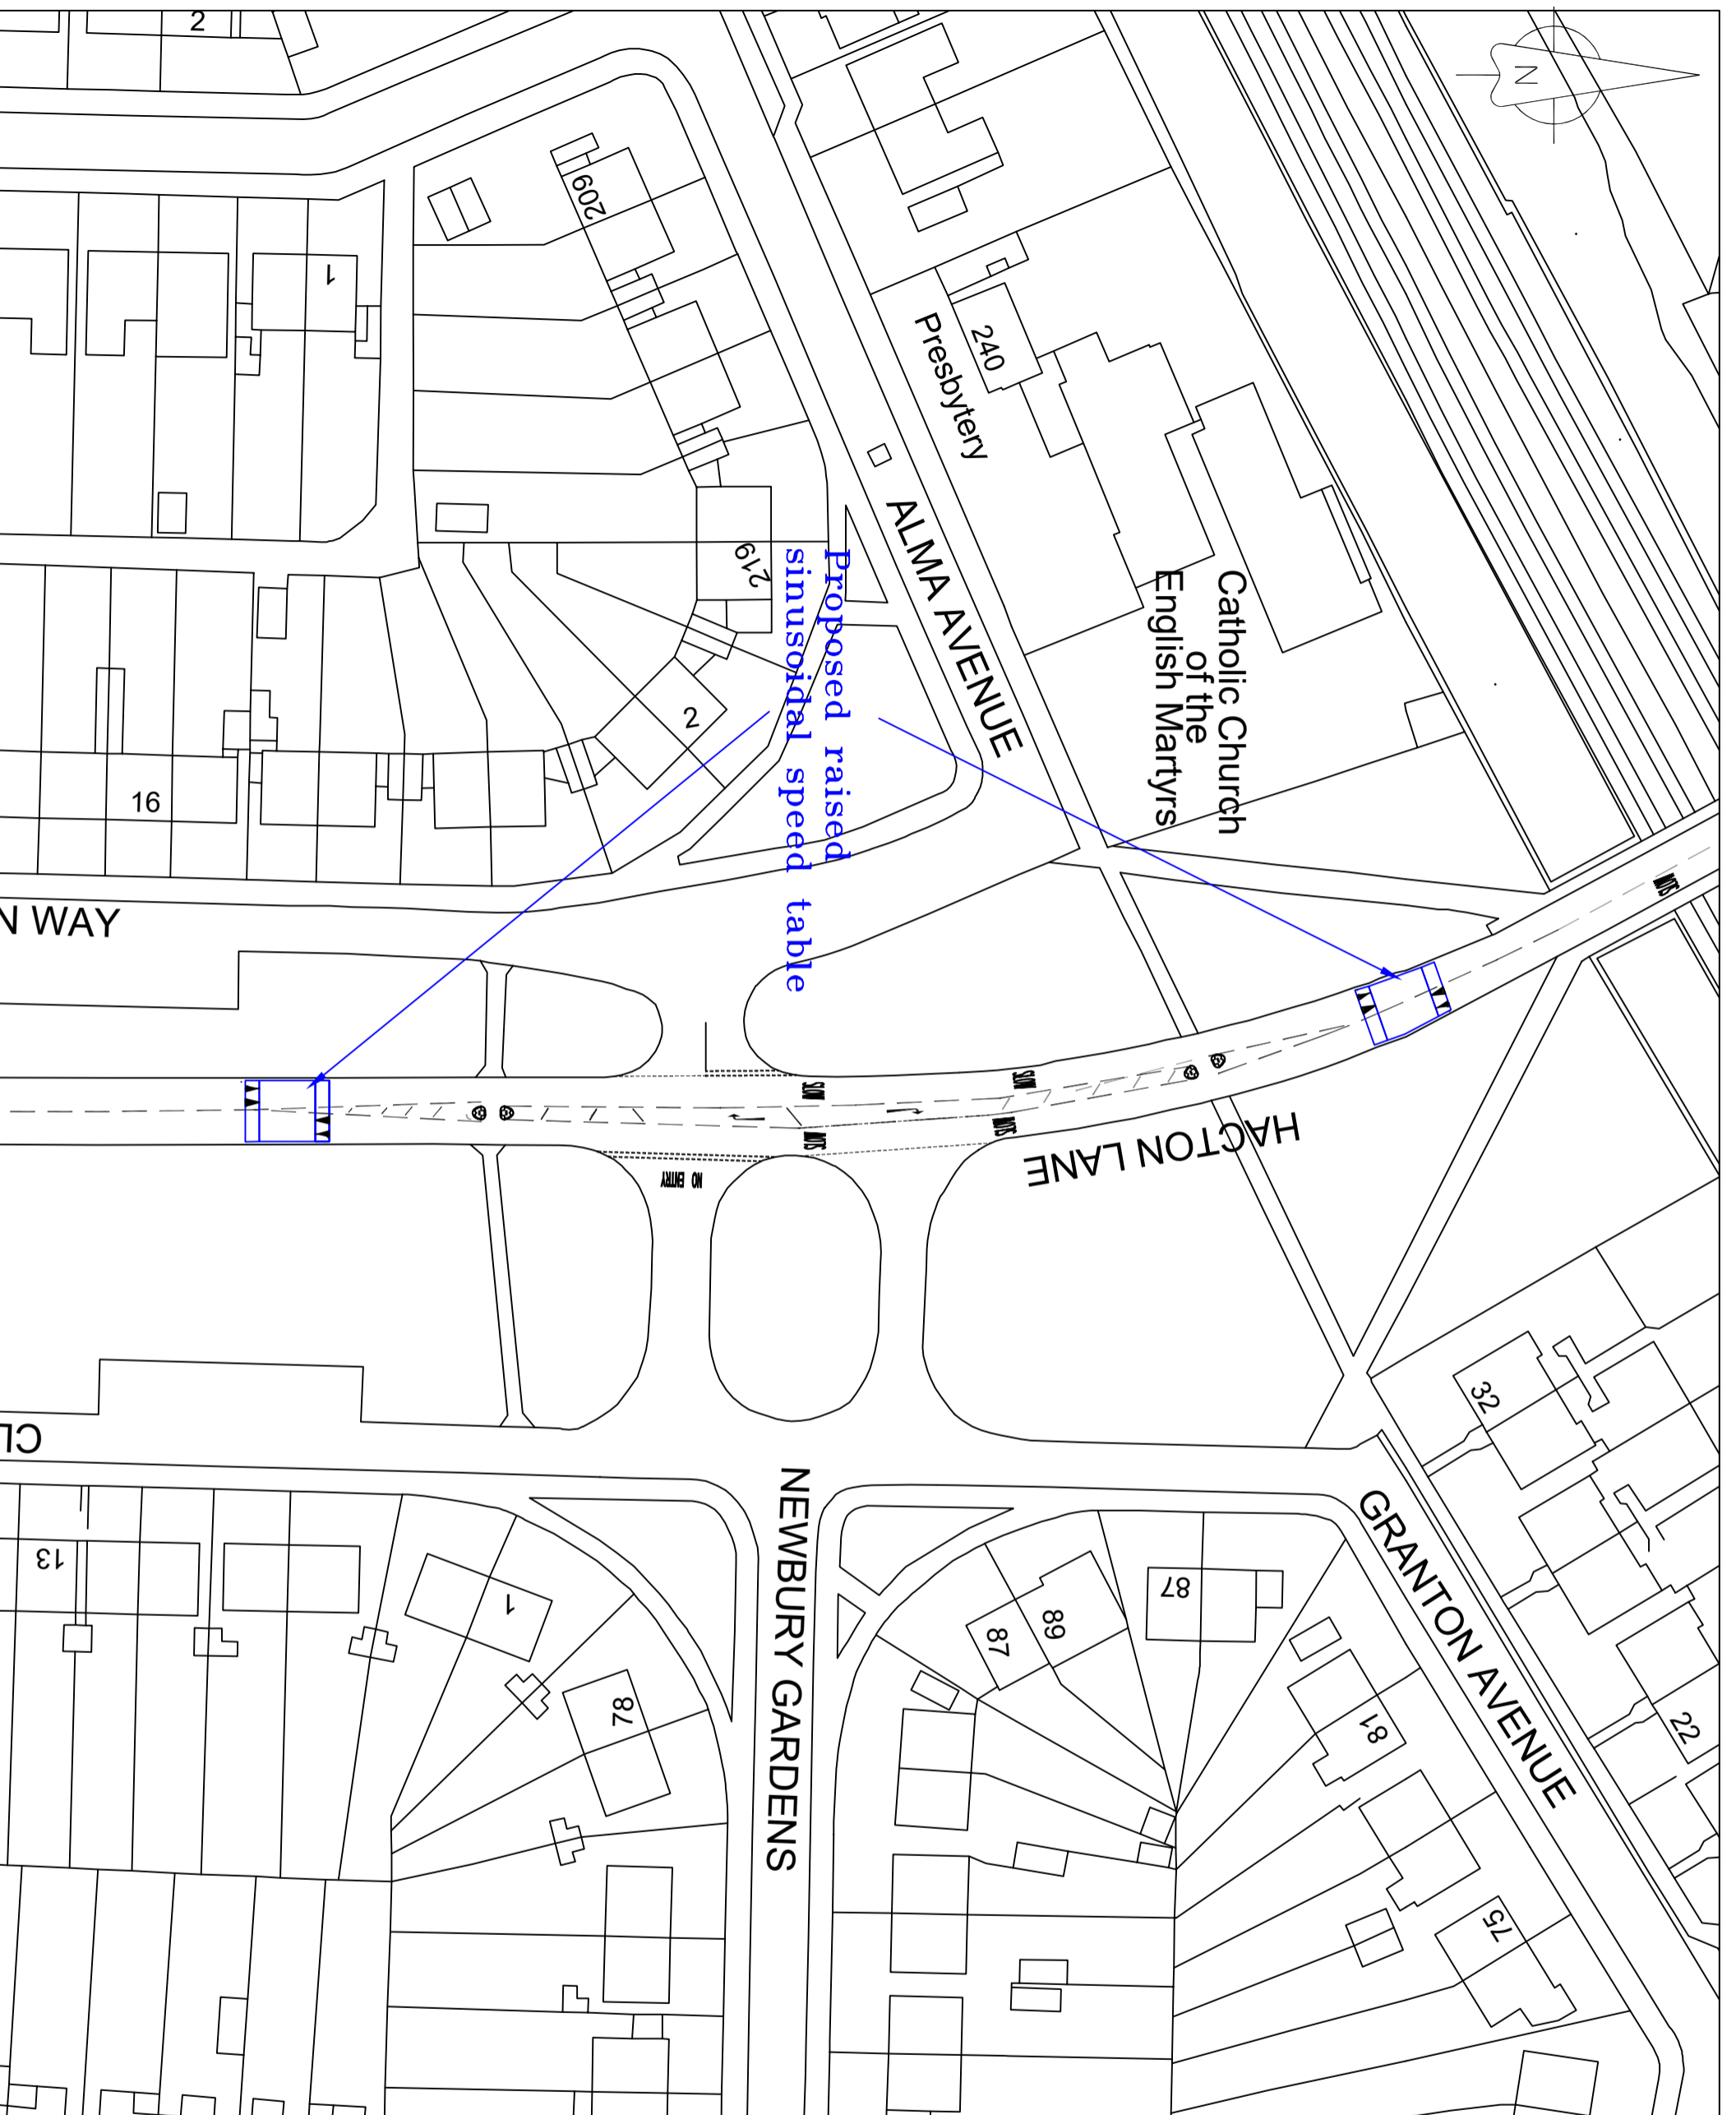 2
N
209
1
240
Presbytery
ALMA AVENUE
219
Proposed raised
sinusoidal speed table
Catholic Church
of the
English Martyrs
2
16
N WAY
SLOW
SLOW
SLOW
SLOW
SLOW
NO ENTRY
HACTON LANE
32
CL
NEWBURY GARDENS
GRANTON AVENUE
13
1
78
87
89
87
81
22
75